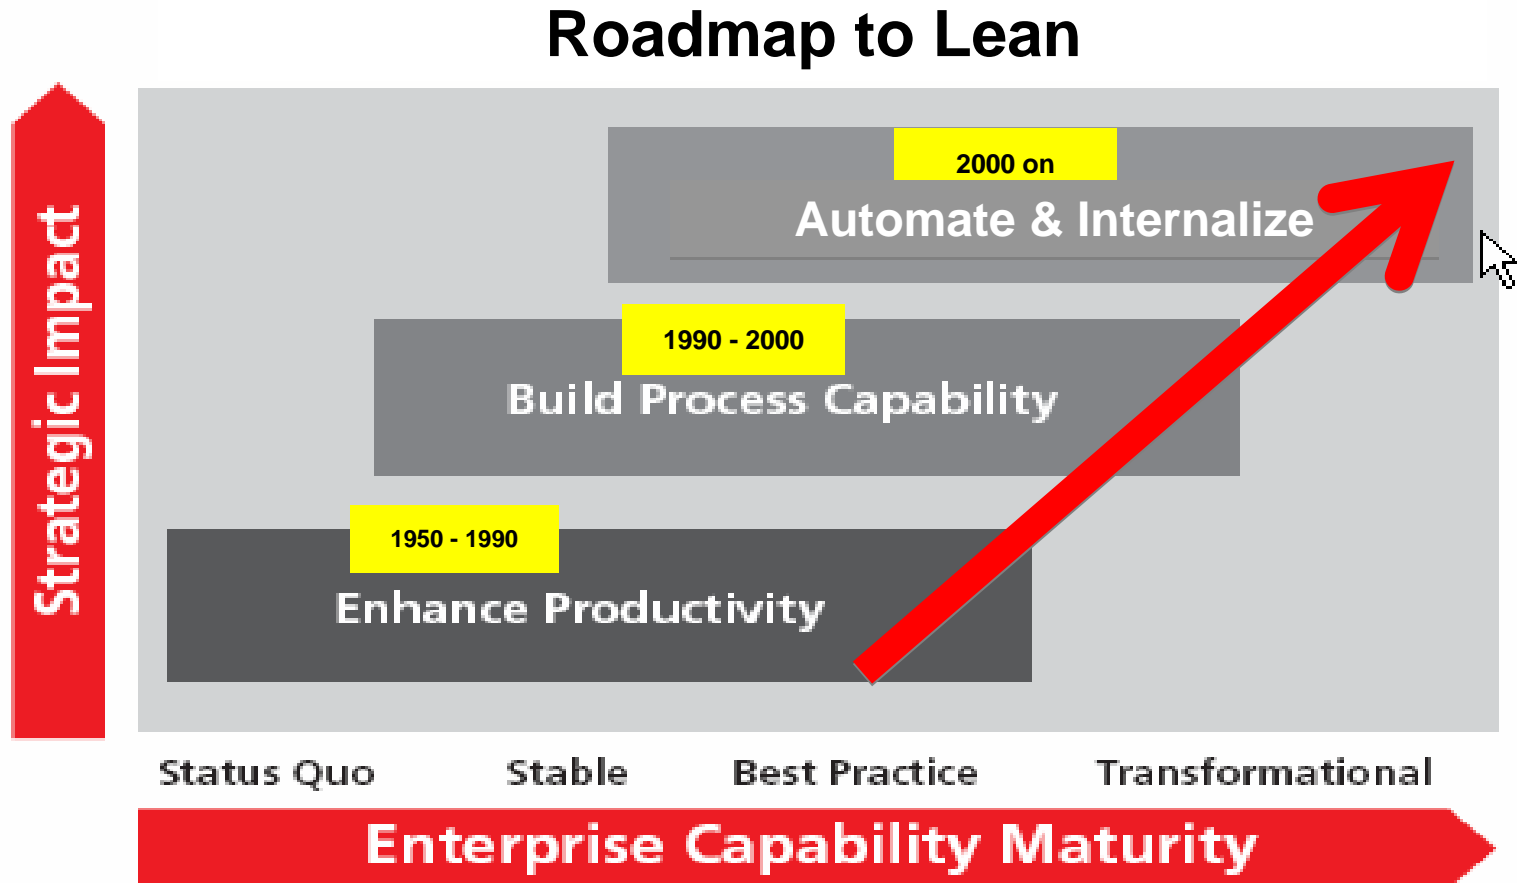 Roadmap to Lean
Strategic Impact
2000 on
Automate & Internalize
1990 - 2000
Build Process Capability
1950 - 1990
Enhance Productivity
Status Quo
Stable
Best Practice
Transformational
Enterprise Capability Maturity